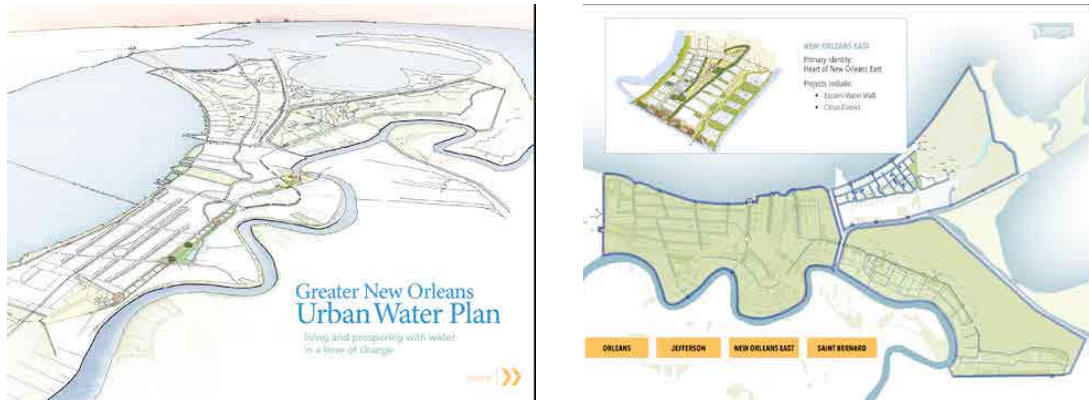 Greater New Orleans
Urban Water Plan
living and prospering with water
in a time of change
NEW ORLEANS EAST
Primary identity:
Heart of New Orleans East
Projects include:
• Eastern Water Walk
• Citrus District
ORLEANS
JEFFERSON
NEW ORLEANS EAST
SAINT BERNARD